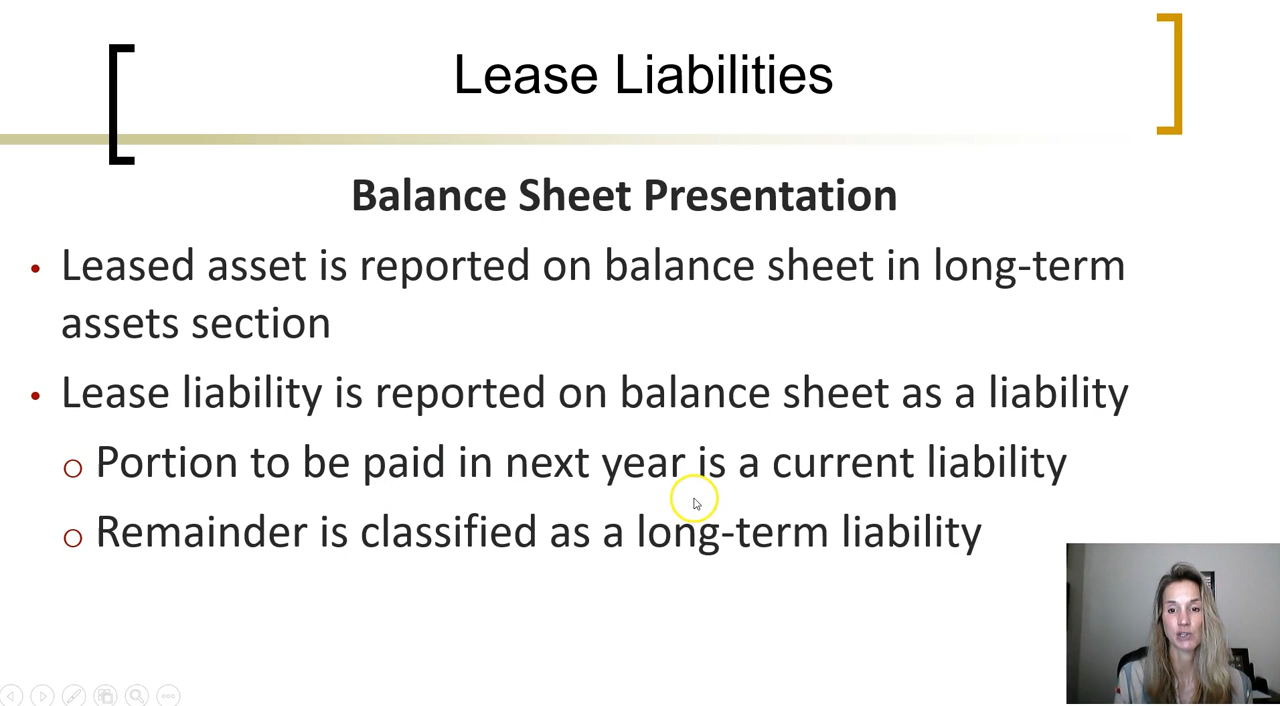 Lease Liabilities
Balance Sheet Presentation
• Leased asset is reported on balance sheet in long-term
assets section
• Lease liability is reported on balance sheet as a liability
o Portion to be paid in next year is a current liability
o Remainder is classified as a long-term liability